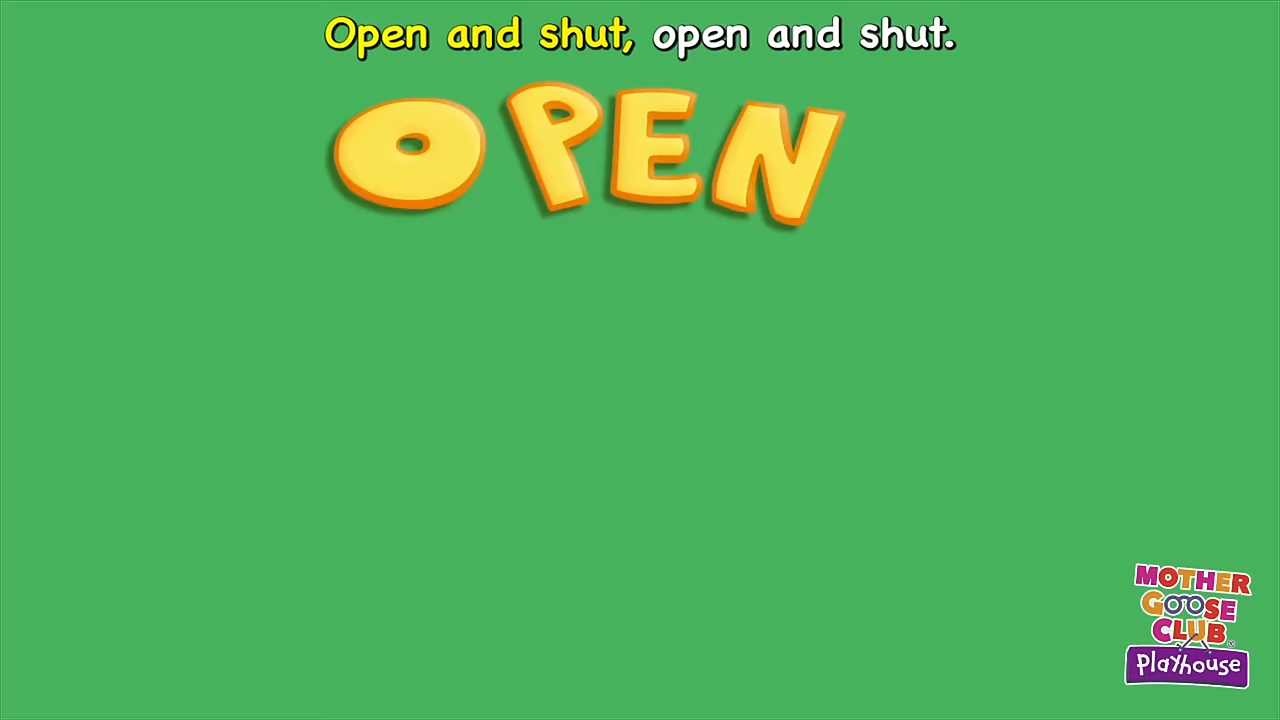 Open and shut, open and shut.
OPEN
MOTHER
GOOSE
CLUB
Playhouse